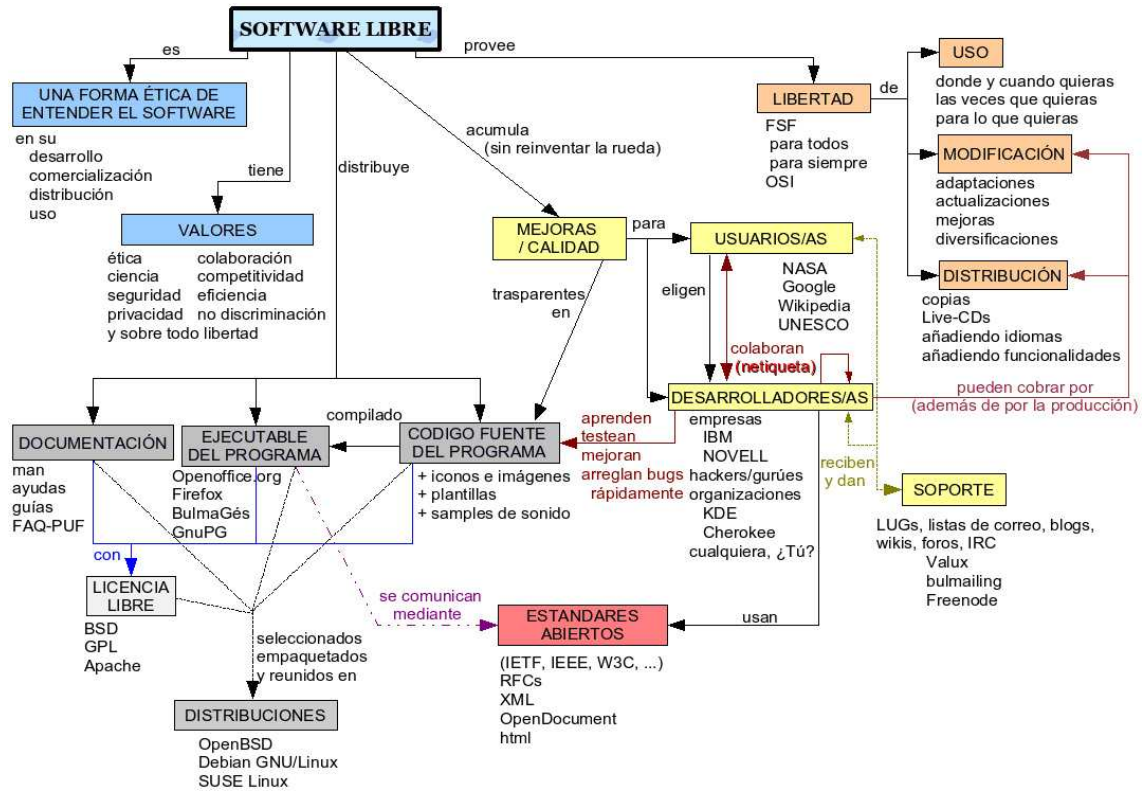 SOFTWARE LIBRE
es
provee
UNA FORMA ÉTICA DE
ENTENDER EL SOFTWARE
en su
desarrollo
comercialización
distribución
uso
tiene
distribuye
acumula
(sin reinventar la rueda)
LIBERTAD
FSF
para todos
para siempre
OSI
de
USO
donde y cuando quieras
las veces que quieras
para lo que quieras
MODIFICACIÓN
adaptaciones
actualizaciones
mejoras
diversificaciones
DISTRIBUCIÓN
copias
Live-CDs
añadiendo idiomas
añadiendo funcionalidades
VALORES
ética colaboración
ciencia competitividad
seguridad eficiencia
privacidad no discriminación
y sobre todo libertad
MEJORAS
/ CALIDAD
para
trasparentes
en
USUARIOS/AS
NASA
Google
Wikipedia
UNESCO
eligen
colaboran
(netiqueta)
DESARROLLADORES/AS
empresas
IBM
NOVELL
hackers/gurúes
organizaciones
KDE
Cherokee
cualquiera, ¿Tú?
pueden cobrar por
(además de por la producción)
aprenden
testean
mejoran
arreglan bugs
rápidamente
reciben
y dan
SOPORTE
LUGs, listas de correo, blogs,
wikis, foros, IRC
Valux
bulmailing
Freenode
DOCUMENTACIÓN
man
ayudas
guías
FAQ-PUF
EJECUTABLE
DEL PROGRAMA
Openoffice.org
Firefox
BulmaGés
GnuPG
compilado
CODIGO FUENTE
DEL PROGRAMA
+ iconos e imágenes
+ plantillas
+ samples de sonido
con
LICENCIA
LIBRE
BSD
GPL
Apache
se comunican
mediante
ESTANDARES
ABIERTOS
(IETF, IEEE, W3C, ...)
RFCs
XML
OpenDocument
html
usan
seleccionados
empaquetados
y reunidos en
DISTRIBUCIONES
OpenBSD
Debian GNU/Linux
SUSE Linux